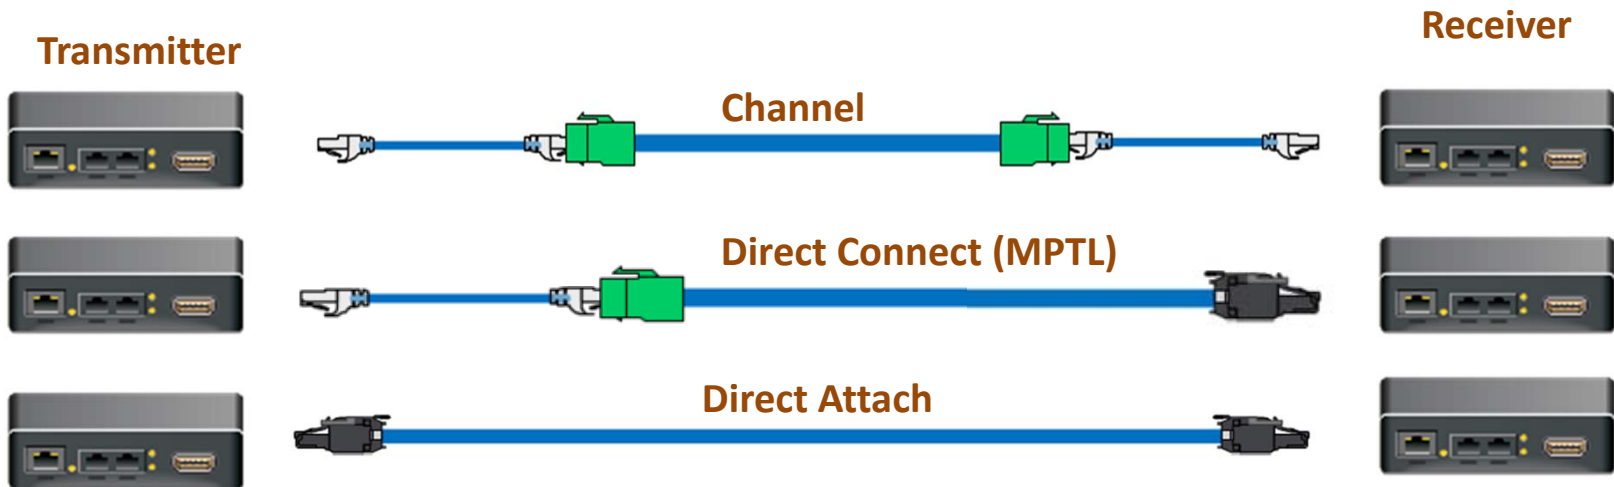 Transmitter
Receiver
Channel
Direct Connect (MPTL)
Direct Attach